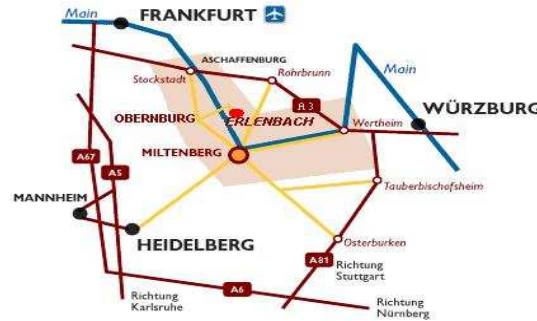 Main
FRANKFURT
ASCHAFFENBURG
Stockstadt
Rohrbrunn
Main
OBERNBURG
ERLENBACH
A 3
WÜRZBURG
Wertheim
MILTENBERG
A67
A5
Tauberbischofsheim
MANNHEIM
HEIDELBERG
Osterburken
A81
Richtung
Stuttgart
A6
Richtung
Karlsruhe
Richtung
Nürnberg